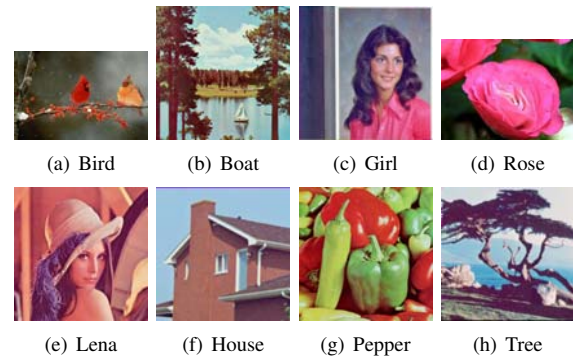 (a) Bird (b) Boat (c) Girl (d) Rose
(e) Lena (f) House (g) Pepper (h) Tree